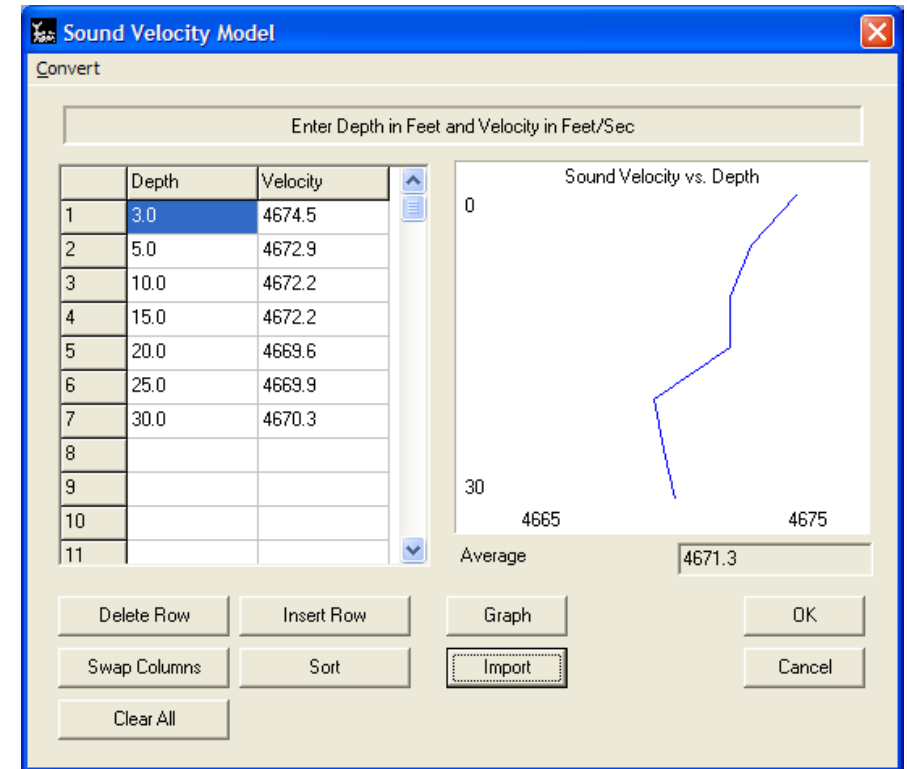 Sound Velocity Model
Convert
Enter Depth in Feet and Velocity in Feet/Sec
Depth Velocity
1 3.0 4674.5
2 5.0 4672.9
3 10.0 4672.2
4 15.0 4672.2
5 20.0 4669.6
6 25.0 4669.9
7 30.0 4670.3
8
9
10
11
Sound Velocity vs. Depth
0
30
4665 4675
Average 4671.3
Delete Row Insert Row Graph OK
Swap Columns Sort Import Cancel
Clear All